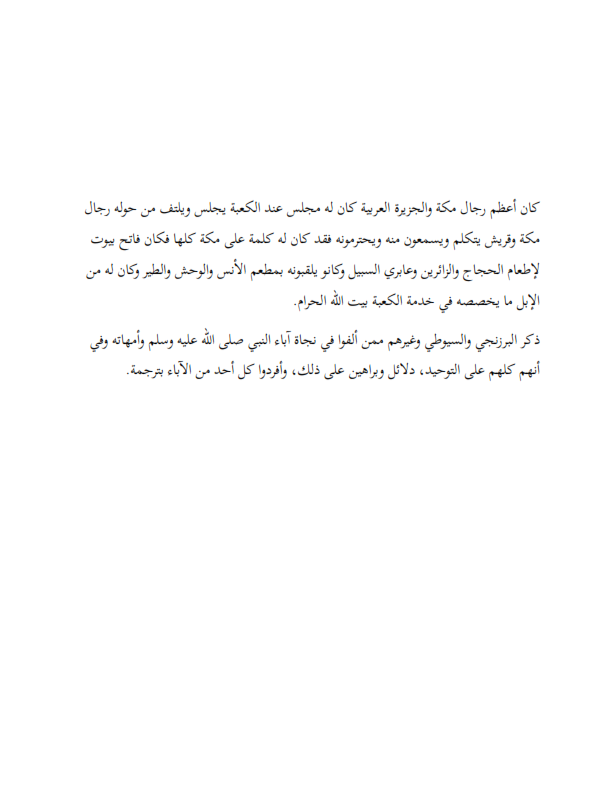 كان أعظم رجال مكة والجزيرة العربية كان له مجلس عند الكعبة يجلس ويلتف من حوله رجال
مكة وقريش يتكلم ويسمعون منه ويحترمونه فقد كان له كلمة على مكة كلها فكان فاتح بيوت
لإطعام الحجاج والزائرين وعابري السبيل وكانو يلقبونه بمطعم الأنس والوحش والطير وكان له من
الإبل ما يخصصه في خدمة الكعبة بيت الله الحرام.
ذكر البرزنجي والسيوطي وغيرهم ممن ألفوا في نجاة آباء النبي صلى الله عليه وسلم وأمهاته وفي
أنهم كلهم على التوحيد، دلائل وبراهين على ذلك، وأفردوا كل أحد من الآباء بترجمة.